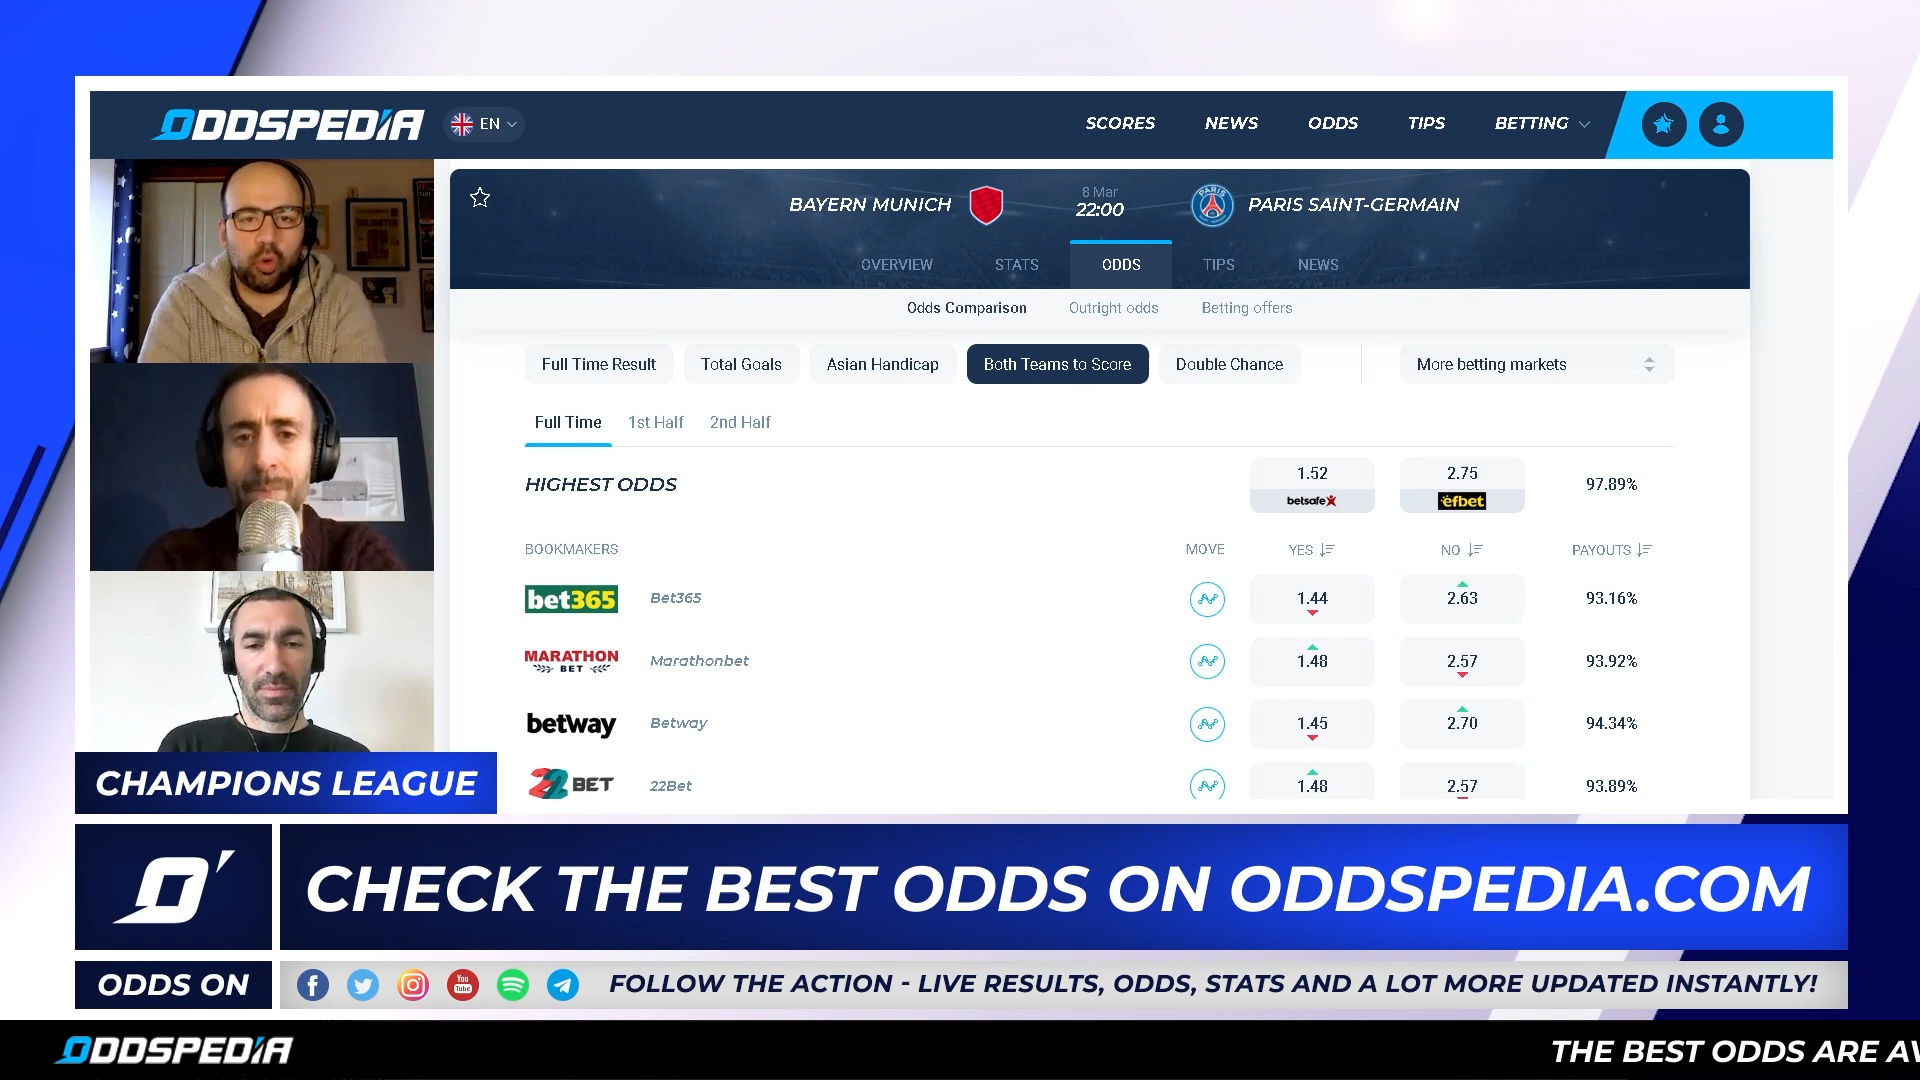 ODDSPEDIA
EN
SCORES
NEWS
ODDS
TIPS
BETTING
BAYERN MUNICH
8 Mar
22:00
PARIS
PARIS SAINT-GERMAIN
OVERVIEW
STATS
ODDS
TIPS
NEWS
Odds Comparison
Outright odds
Betting offers
Full Time Result
Total Goals
Asian Handicap
Both Teams to Score
Double Chance
More betting markets
Full Time
1st Half
2nd Half
HIGHEST ODDS
1.52
betsafe
2.75
efbet
97.89%
BOOKMAKERS
MOVE
YES
NO
PAYOUTS
bet365
Bet365
1.44
2.63
93.16%
MARATHON
BET
Marathonbet
1.48
2.57
93.92%
betway
Betway
1.45
2.70
94.34%
22BET
22Bet
1.48
2.57
93.89%
CHAMPIONS LEAGUE
CHECK THE BEST ODDS ON ODDSPEDIA.COM
ODDS ON
You
Tube
FOLLOW THE ACTION - LIVE RESULTS, ODDS, STATS AND A LOT MORE UPDATED INSTANTLY!
ODDSPEDIA
THE BEST ODDS ARE AV